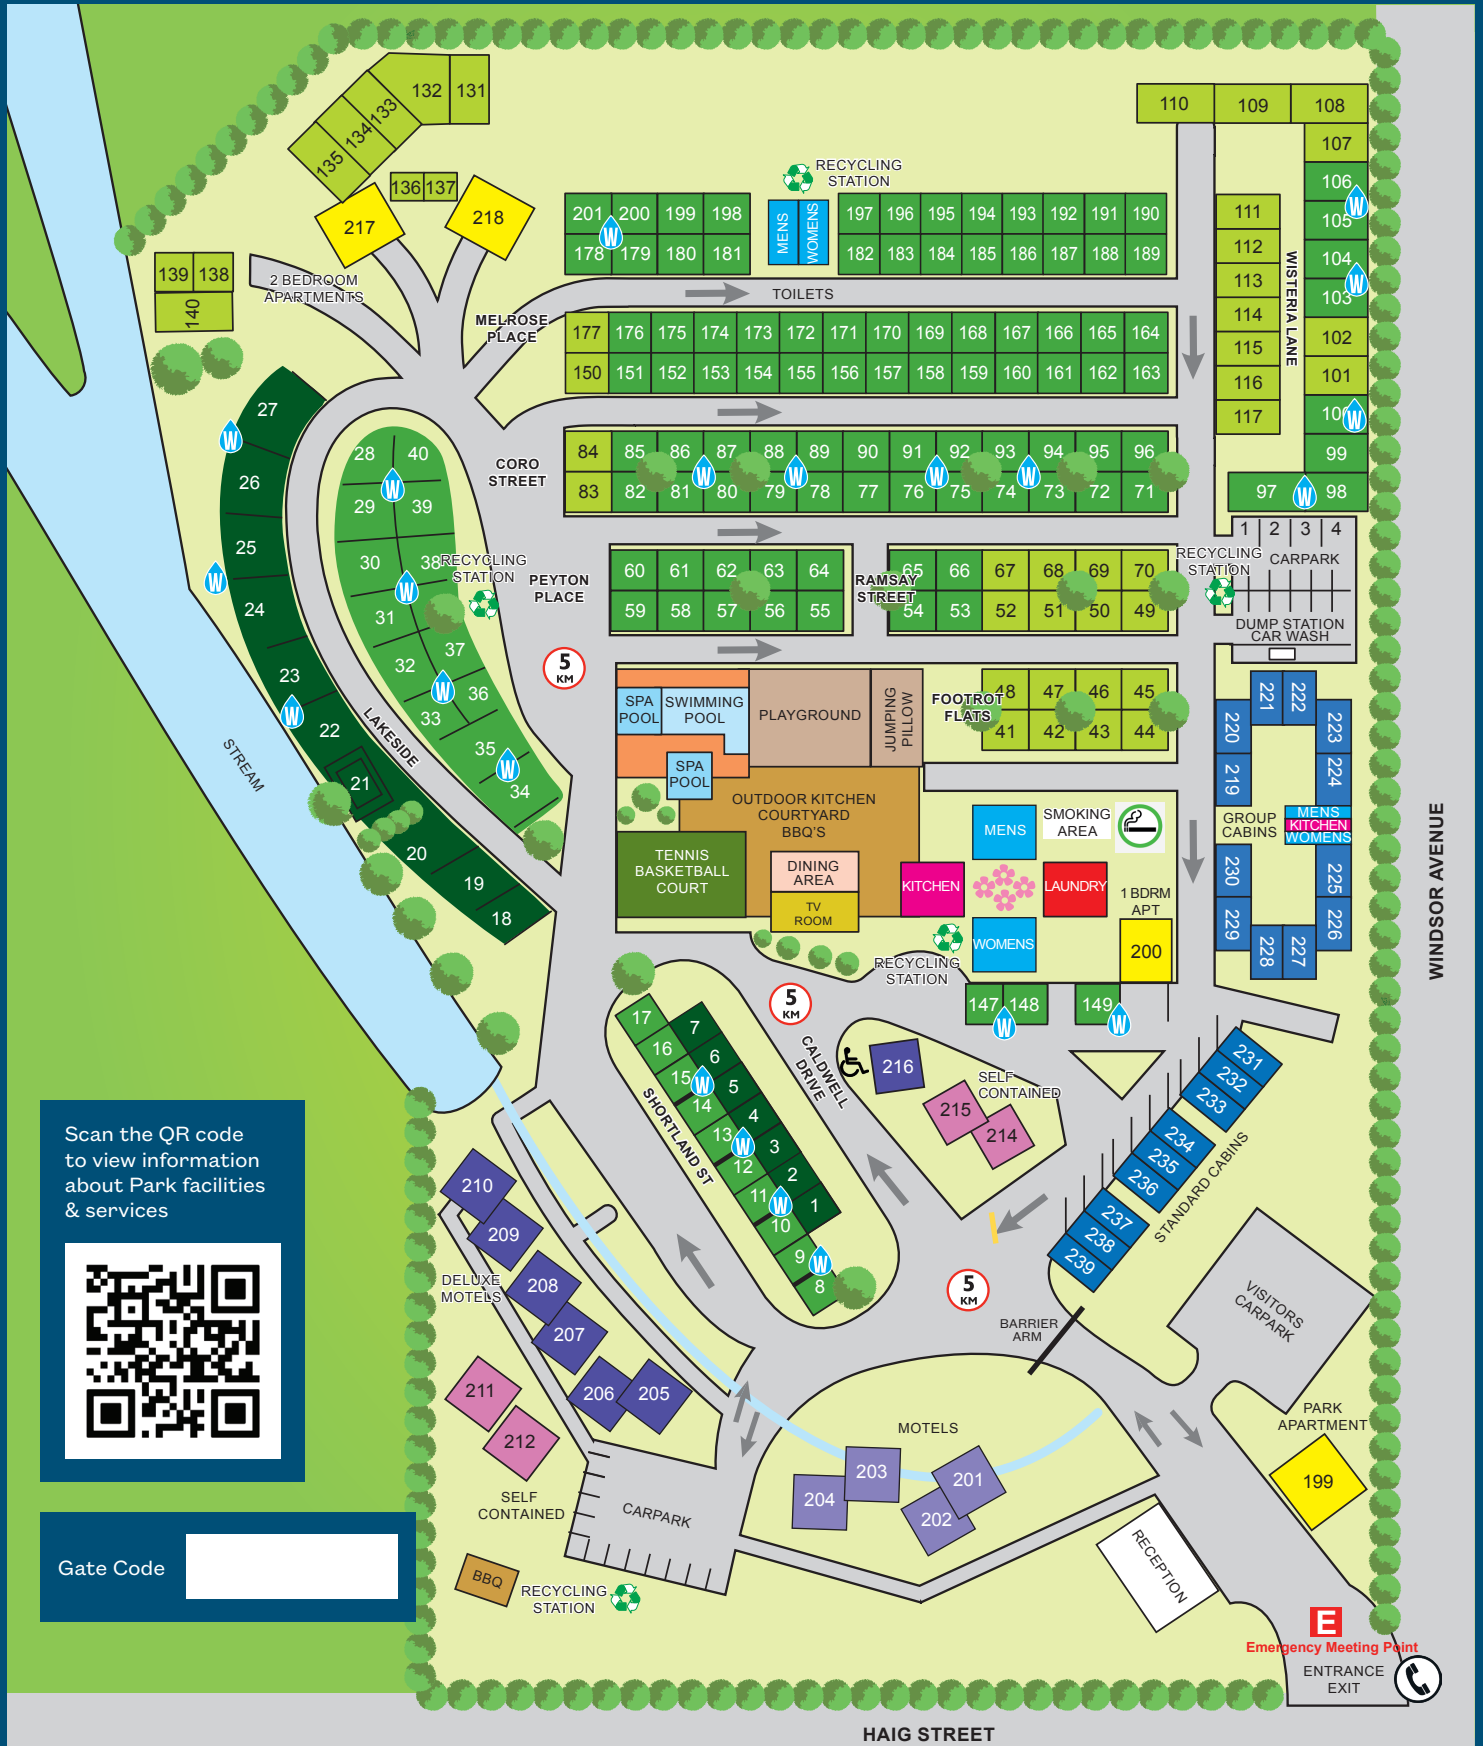 132 131
133
134
135
136 137
217
218
139 138
140
2 BEDROOM
APARTMENTS
RECYCLING
STATION
201 200 199 198
178 179 180 181
MENS
WOMENS
197 196 195 194 193 192 191 190
182 183 184 185 186 187 188 189
TOILETS
MELROSE
PLACE
177 176 175 174 173 172 171 170 169 168 167 166 165 164
150 151 152 153 154 155 156 157 158 159 160 161 162 163
110 109 108
107
106
105
104
103
102
101
100
99
97 98
111
112
113
114
115
116
117
WISTERIA LANE
CORO
STREET
84 85 86 87 88 89 90 91 92 93 94 95 96
83 82 81 80 79 78 77 76 75 74 73 72 71
PEYTON
PLACE
60 61 62 63 64
59 58 57 56 55
RAMSAY
STREET
65 66 67 68 69 70
54 53 52 51 50 49
RECYCLING
STATION
1 2 3 4
CARPARK
DUMP STATION
CAR WASH
27
26
25
24
23
22
21
20
19
18
28 40
29 39
30 38
31
37
32
36
33
35
34
W
RECYCLING
STATION
LAKESIDE
STREAM
5
KM
SPA
POOL
SWIMMING
POOL
SPA
POOL
PLAYGROUND
JUMPING
PILLOW
FOOTROT
FLATS
48 47 46 45
41 42 43 44
OUTDOOR KITCHEN
COURTYARD
BBQ'S
TENNIS
BASKETBALL
COURT
DINING
AREA
TV
ROOM
KITCHEN
MENS
SMOKING
AREA
LAUNDRY
WOMENS
1 BDRM
APT
200
RECYCLING
STATION
147 148
149
221 222
220 223
219 224
GROUP
CABINS
MENS
KITCHEN
WOMENS
230 225
229 226
228 227
WINDSOR AVENUE
5
KM
CALDWELL
DRIVE
SHORTLAND ST
17
16
15
14
13
12
11
10
9
8
7
6
5
4
3
2
1
216
SELF
CONTAINED
215
214
231
232
233
234
235
236
237
238
239
STANDARD CABINS
5
KM
BARRIER
ARM
VISITORS
CARPARK
PARK
APARTMENT
199
Scan the QR code
to view information
about Park facilities
& services
Gate Code
210
209
208
207
206 205
DELUXE
MOTELS
211
212
SELF
CONTAINED
CARPARK
BBQ
RECYCLING
STATION
MOTELS
203
204
201
202
RECEPTION
E
Emergency Meeting Point
ENTRANCE
EXIT
HAIG STREET